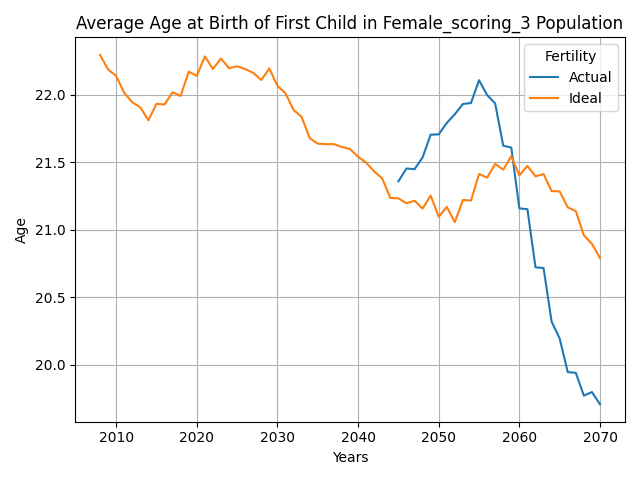 Average Age at Birth of First Child in Female_scoring_3 Population
Fertility
Actual
Ideal
Age
22.0
21.5
21.0
20.5
20.0
2010 2020 2030 2040 2050 2060 2070
Years